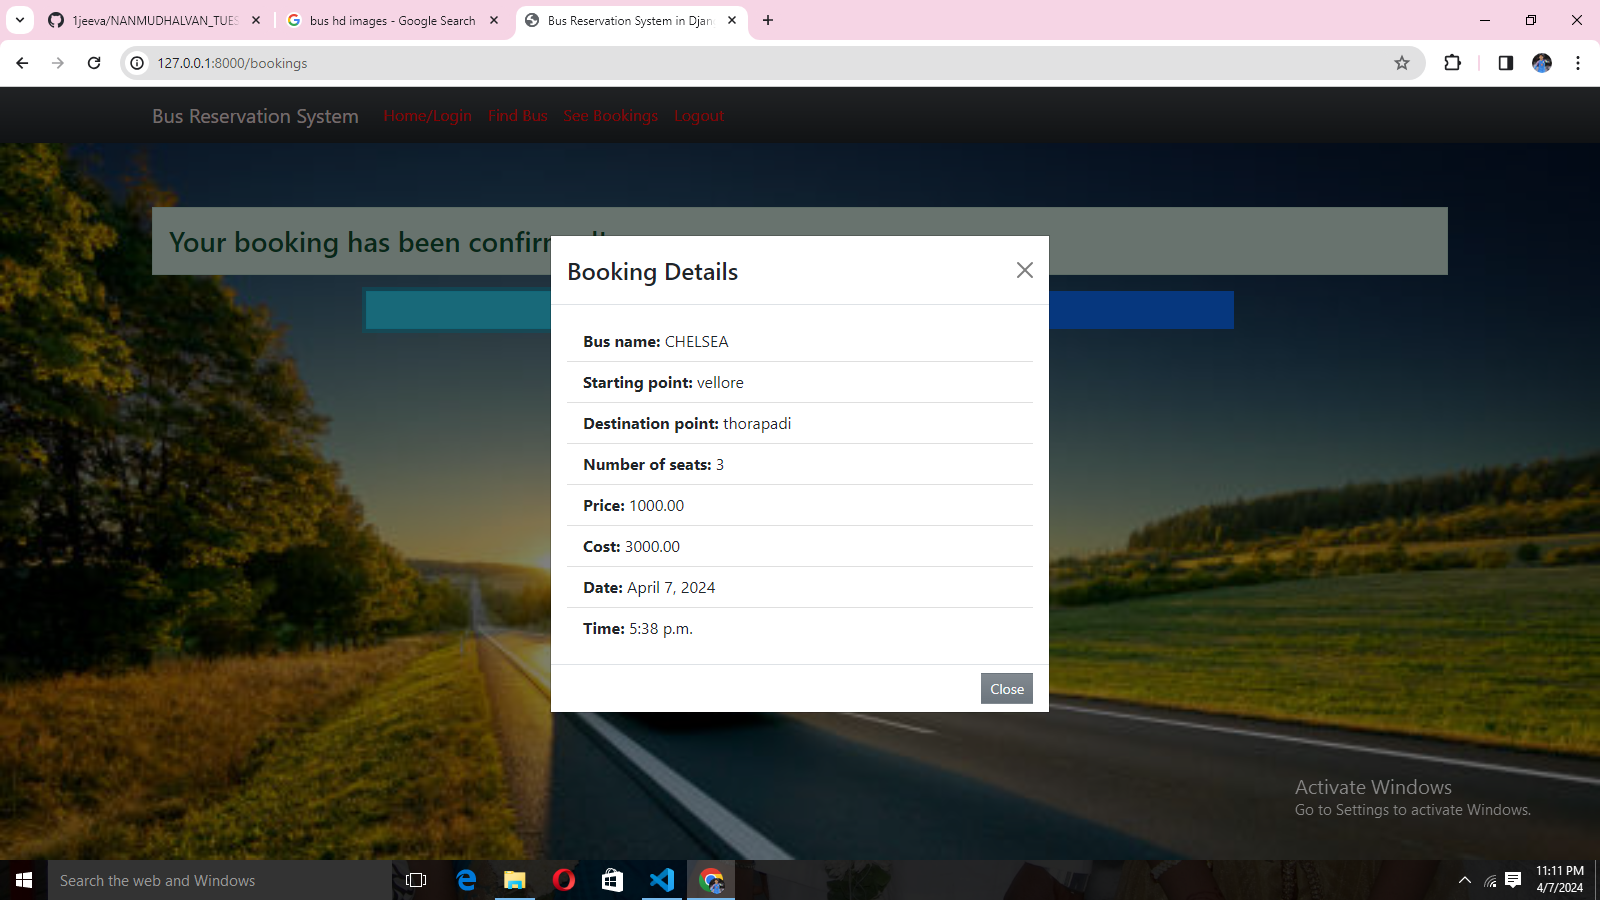 1jeeva/NANMUDHALVAN_TUES
bus hd images - Google Search
Bus Reservation System in Djan
127.0.0.1:8000/bookings
Bus Reservation System
Home/Login
Find Bus
See Bookings
Logout
Your booking has been confirm
Booking Details
Bus name: CHELSEA
Starting point: vellore
Destination point: thorapadi
Number of seats: 3
Price: 1000.00
Cost: 3000.00
Date: April 7, 2024
Time: 5:38 p.m.
Close
Activate Windows
Go to Settings to activate Windows.
Search the web and Windows
11:11 PM
4/7/2024